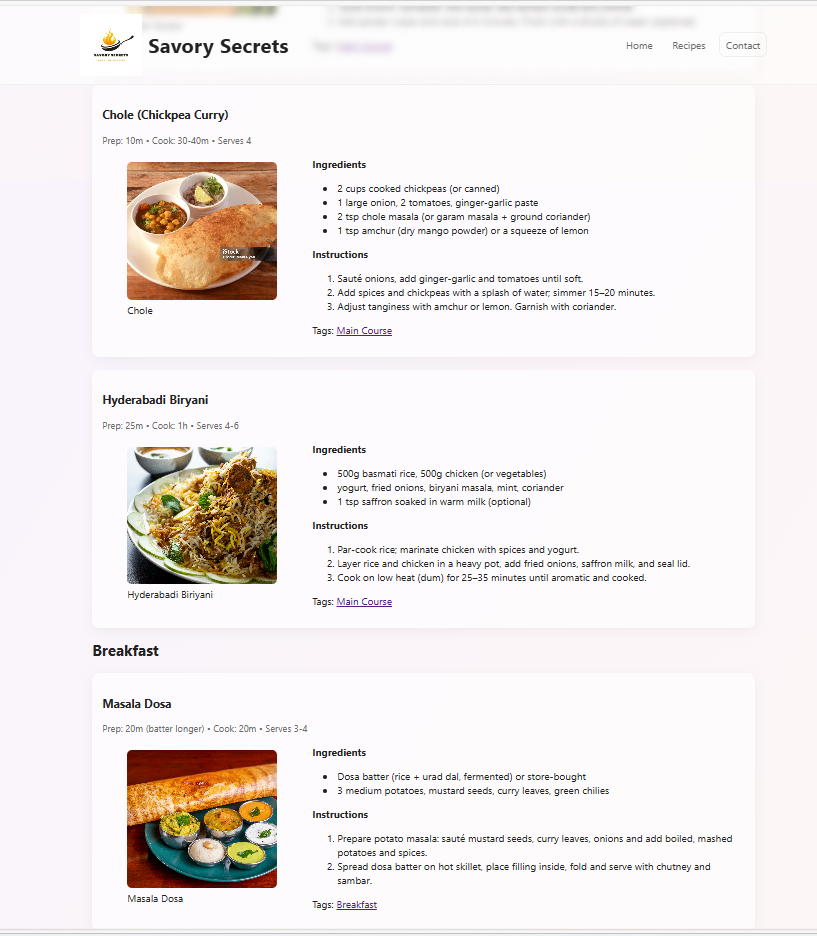 SAVORY SECRETS
Savory Secrets
Home
Recipes
Contact
Chole (Chickpea Curry)
Prep: 10m • Cook: 30-40m • Serves 4
iStock
Chole
Ingredients
2 cups cooked chickpeas (or canned)
1 large onion, 2 tomatoes, ginger-garlic paste
2 tsp chole masala (or garam masala + ground coriander)
1 tsp amchur (dry mango powder) or a squeeze of lemon
Instructions
1. Sauté onions, add ginger-garlic and tomatoes until soft.
2. Add spices and chickpeas with a splash of water; simmer 15–20 minutes.
3. Adjust tanginess with amchur or lemon. Garnish with coriander.
Tags: Main Course
Hyderabadi Biryani
Prep: 25m • Cook: 1h • Serves 4-6
Hyderabadi Biriyani
Ingredients
500g basmati rice, 500g chicken (or vegetables)
yogurt, fried onions, biryani masala, mint, coriander
1 tsp saffron soaked in warm milk (optional)
Instructions
1. Par-cook rice; marinate chicken with spices and yogurt.
2. Layer rice and chicken in a heavy pot, add fried onions, saffron milk, and seal lid.
3. Cook on low heat (dum) for 25–35 minutes until aromatic and cooked.
Tags: Main Course
Breakfast
Masala Dosa
Prep: 20m (batter longer) • Cook: 20m • Serves 3-4
Masala Dosa
Ingredients
Dosa batter (rice + urad dal, fermented) or store-bought
3 medium potatoes, mustard seeds, curry leaves, green chilies
Instructions
1. Prepare potato masala: sauté mustard seeds, curry leaves, onions and add boiled, mashed
potatoes and spices.
2. Spread dosa batter on hot skillet, place filling inside, fold and serve with chutney and
sambar.
Tags: Breakfast